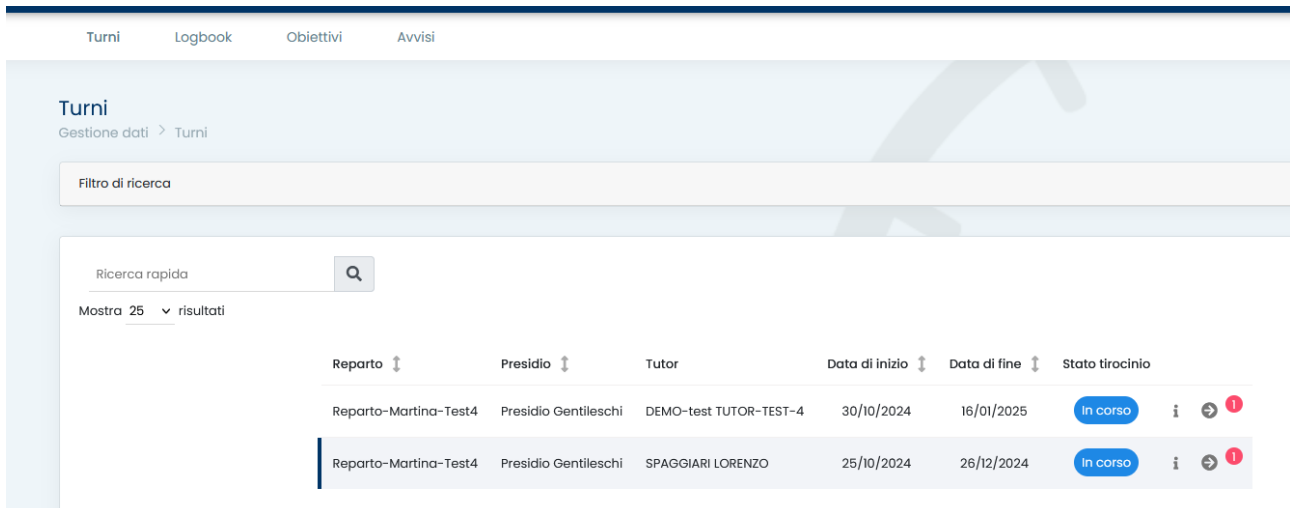 Turni Logbook Obiettivi Avvisi
Turni
Gestione dati > Turni
Filtro di ricerca
Ricerca rapida
Mostra 25 risultati
Reparto Presidio Tutor Data di inizio Data di fine Stato tirocinio
Reparto-Martina-Test4 Presidio Gentileschi DEMO-test TUTOR-TEST-4 30/10/2024 16/01/2025 In corso i 1
Reparto-Martina-Test4 Presidio Gentileschi SPAGGIARI LORENZO 25/10/2024 26/12/2024 In corso i 1